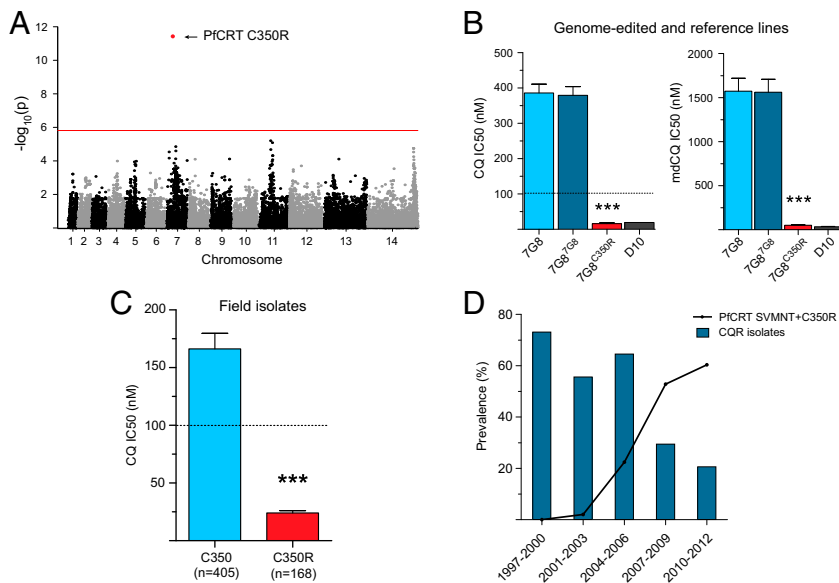 A
PfCRT C350R
-log10(p)
12
10
8
6
4
2
1 2 3 4 5 6 7 8 9 10 11 12 13 14
Chromosome
B
Genome-edited and reference lines
CQ IC50 (nM)
500
400
300
200
100
***
7G8
7G8^7G8
7G8^C350R
D10
mdCQ IC50 (nM)
2000
1500
1000
500
0
***
7G8
7G8^7G8
7G8^C350R
D10
C
Field isolates
CQ IC50 (nM)
200
150
100
50
***
C350
(n=405)
C350R
(n=168)
D
PfCRT SVMNT+C350R
CQR isolates
Prevalence (%)
80
60
40
20
1997-2000
2001-2003
2004-2006
2007-2009
2010-2012